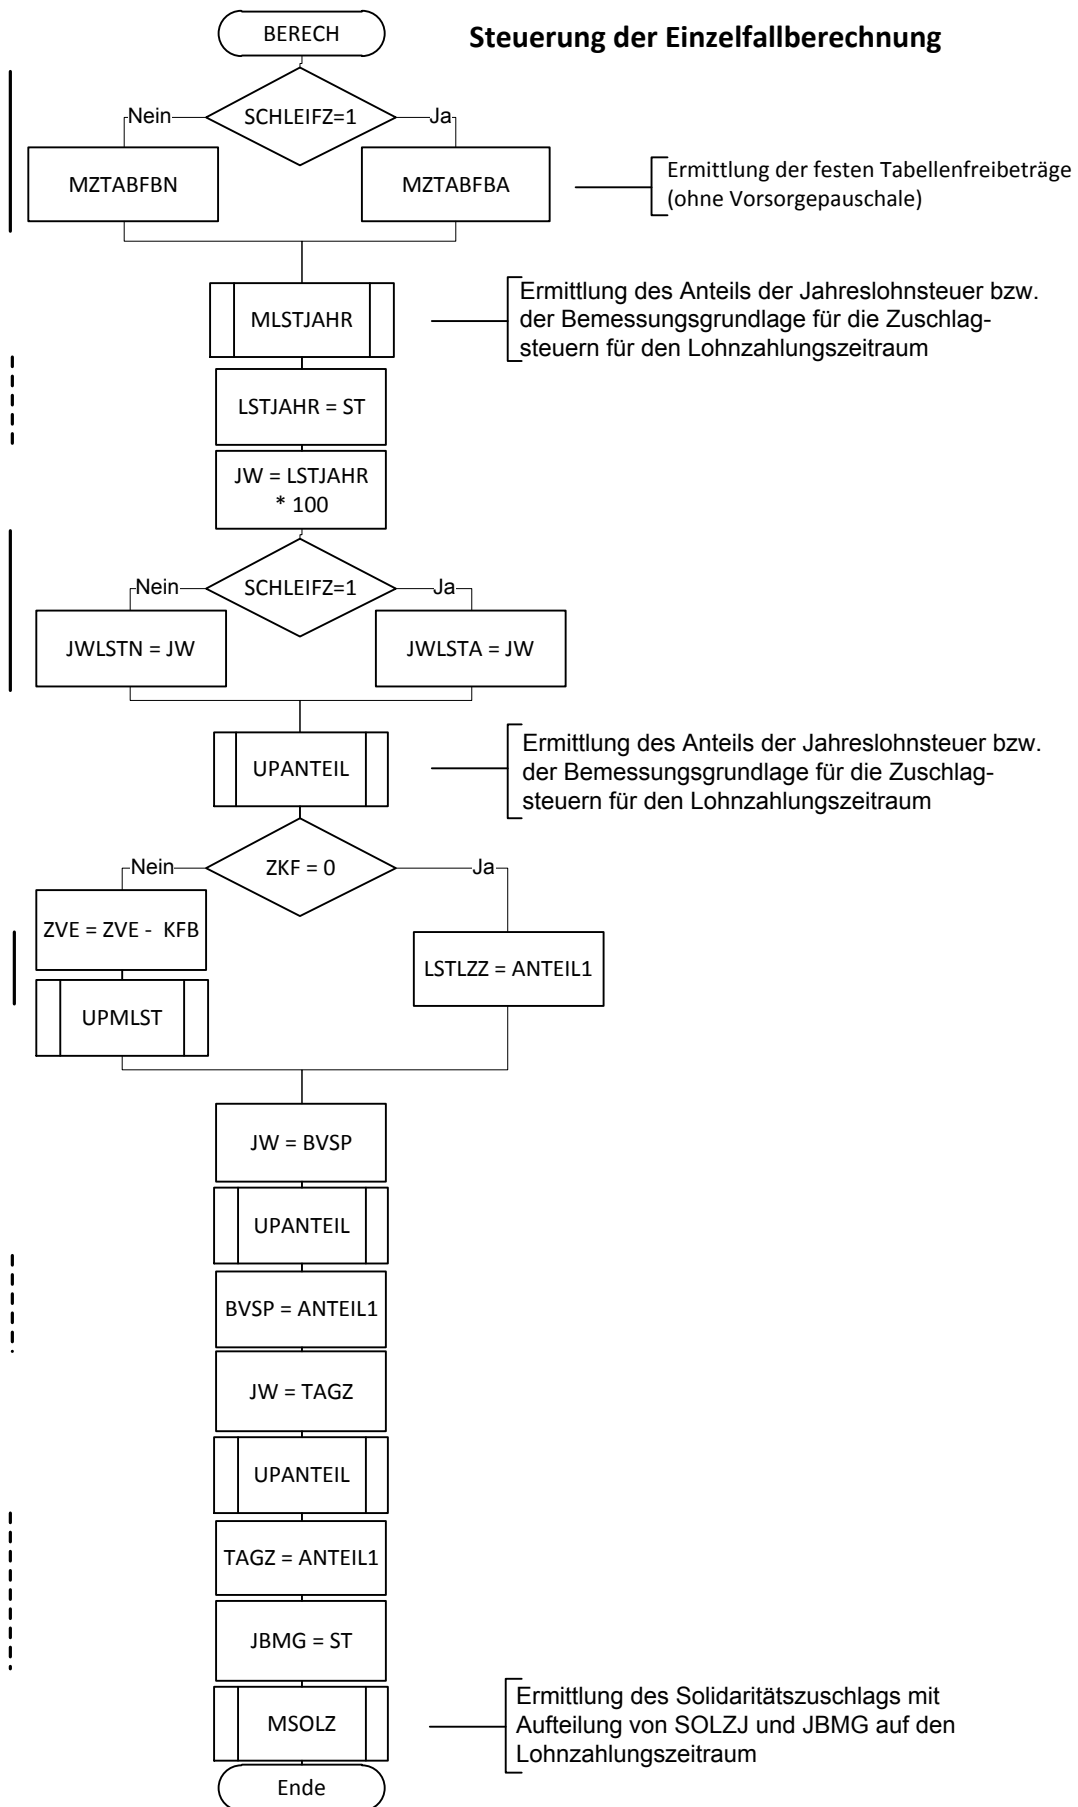 BERECH
Steuerung der Einzelfallberechnung
SCHLEIFZ=1
Nein
Ja
MZTABFBN
MZTABFBA
Ermittlung der festen Tabellenfreibeträge
(ohne Vorsorgepauschale)
MLSTJAHR
Ermittlung des Anteils der Jahreslohnsteuer bzw.
der Bemessungsgrundlage für die Zuschlag-
steuern für den Lohnzahlungszeitraum
LSTJAHR = ST
JW = LSTJAHR
* 100
SCHLEIFZ=1
Nein
Ja
JWLSTN = JW
JWLSTA = JW
UPANTEIL
Ermittlung des Anteils der Jahreslohnsteuer bzw.
der Bemessungsgrundlage für die Zuschlag-
steuern für den Lohnzahlungszeitraum
ZKF = 0
Nein
Ja
ZVE = ZVE - KFB
LSTLZZ = ANTEIL1
UPMLST
JW = BVSP
UPANTEIL
BVSP = ANTEIL1
JW = TAGZ
UPANTEIL
TAGZ = ANTEIL1
JBMG = ST
MSOLZ
Ermittlung des Solidaritätszuschlags mit
Aufteilung von SOLZJ und JBMG auf den
Lohnzahlungszeitraum
Ende